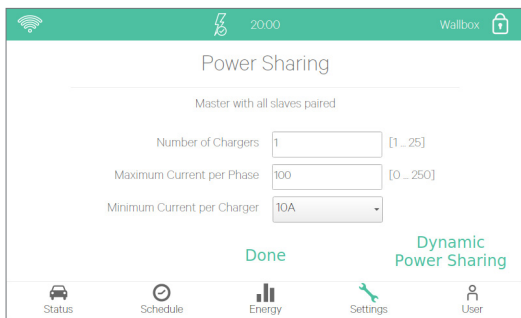 20:00
Wallbox
Power Sharing
Master with all slaves paired
Number of Chargers 1 [1 ... 25]
Maximum Current per Phase 100 [0 ... 250]
Minimum Current per Charger 10A
Done
Dynamic
Power Sharing
Status Schedule Energy Settings User